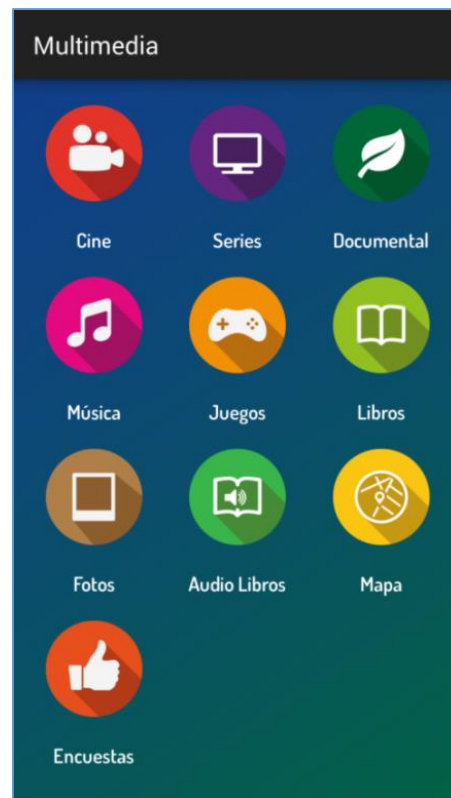 Multimedia
Cine Series Documental
Música Juegos Libros
Fotos Audio Libros Mapa
Encuestas